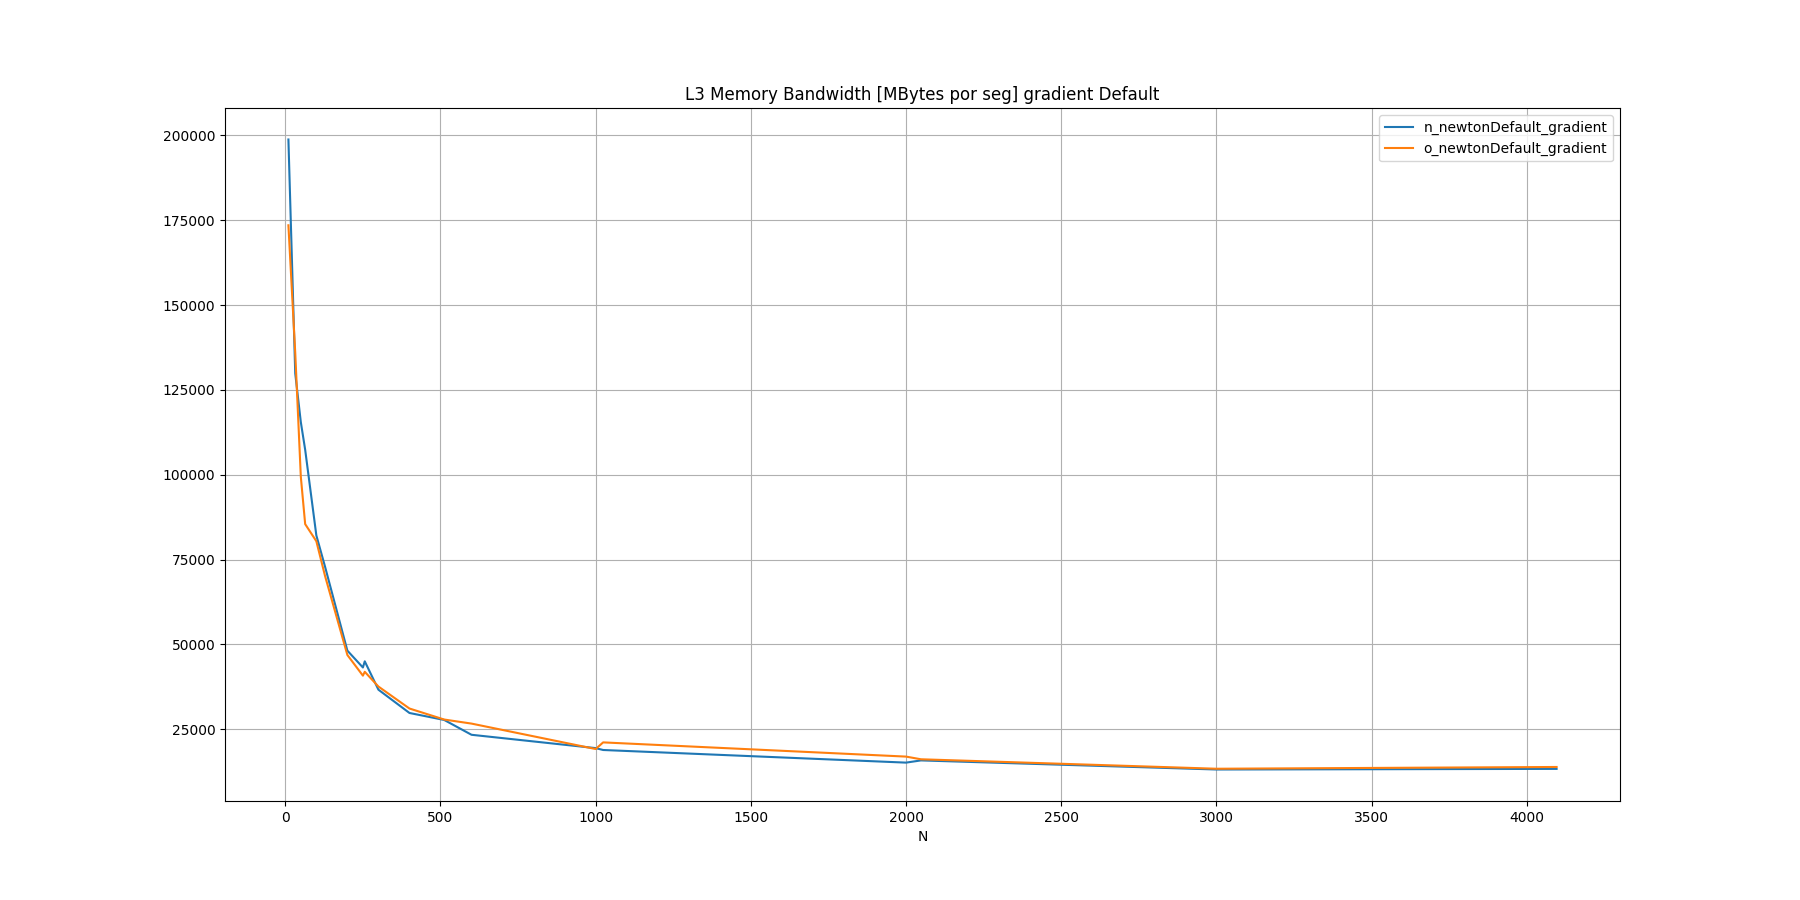 L3 Memory Bandwidth [MBytes por seg] gradient Default
n_newtonDefault_gradient
o_newtonDefault_gradient
200000
175000
150000
125000
100000
75000
50000
25000
0 500 1000 1500 2000 2500 3000 3500 4000
N